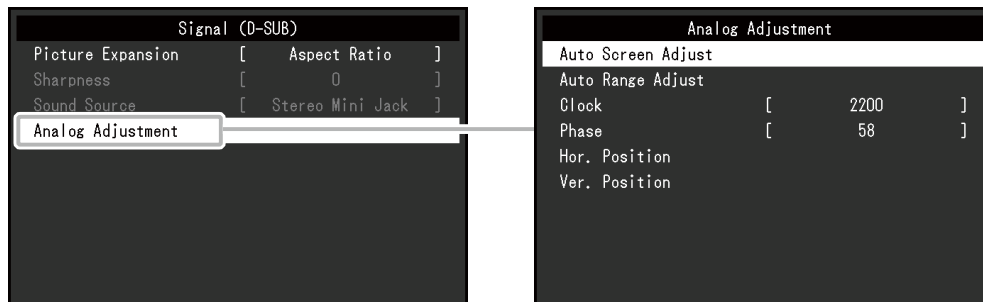 Signal (D-SUB)
Picture Expansion [ Aspect Ratio ]
Sharpness [ 0 ]
Sound Source [ Stereo Mini Jack ]
Analog Adjustment
Analog Adjustment
Auto Screen Adjust
Auto Range Adjust
Clock [ 2200 ]
Phase [ 58 ]
Hor. Position
Ver. Position